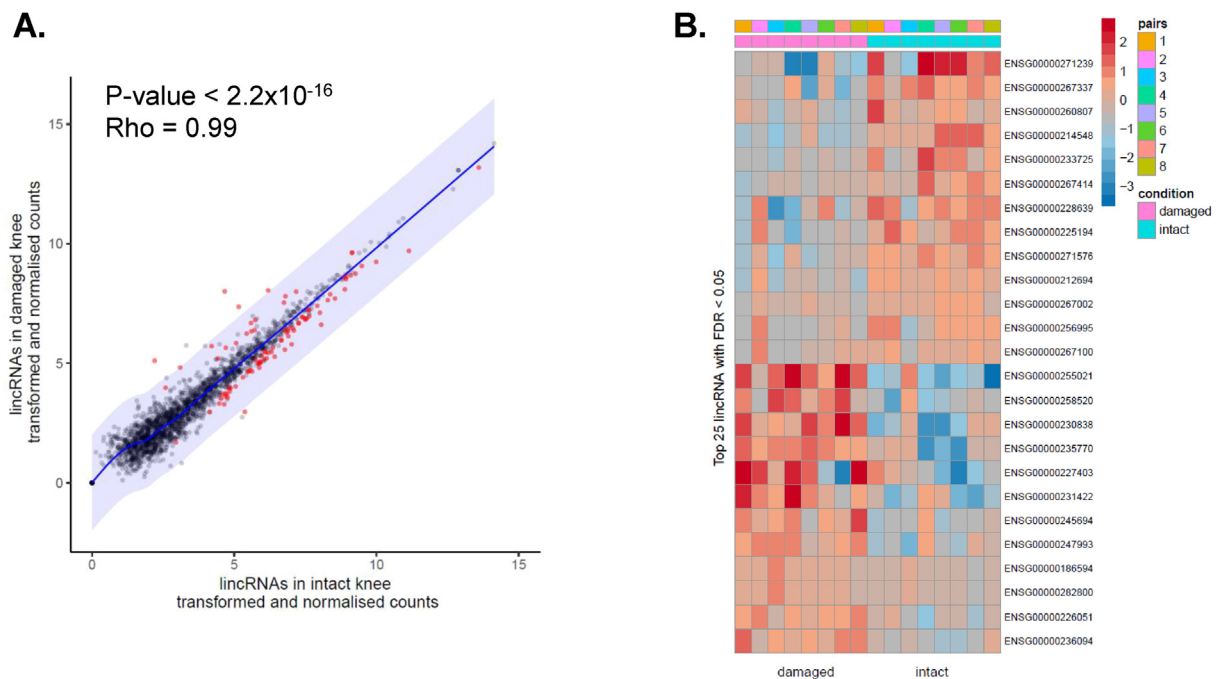 A.
P-value < 2.2x10-16
Rho = 0.99
15
10
5
0
lincRNAs in damaged knee
transformed and normalised counts
0
5
10
15
lincRNAs in intact knee
transformed and normalised counts
B.
Top 25 lincRNA with FDR < 0.05
ENSG00000271239
ENSG00000267337
ENSG00000260807
ENSG00000214548
ENSG00000233725
ENSG00000267414
ENSG00000228639
ENSG00000225194
ENSG00000271576
ENSG00000212694
ENSG00000267002
ENSG00000256995
ENSG00000267100
ENSG00000255021
ENSG00000258520
ENSG00000230838
ENSG00000235770
ENSG00000227403
ENSG00000231422
ENSG00000245694
ENSG00000247993
ENSG00000186594
ENSG00000282800
ENSG00000226051
ENSG00000236094
damaged
intact
2
1
0
−1
−2
−3
pairs
1
2
3
4
5
6
7
8
condition
damaged
intact